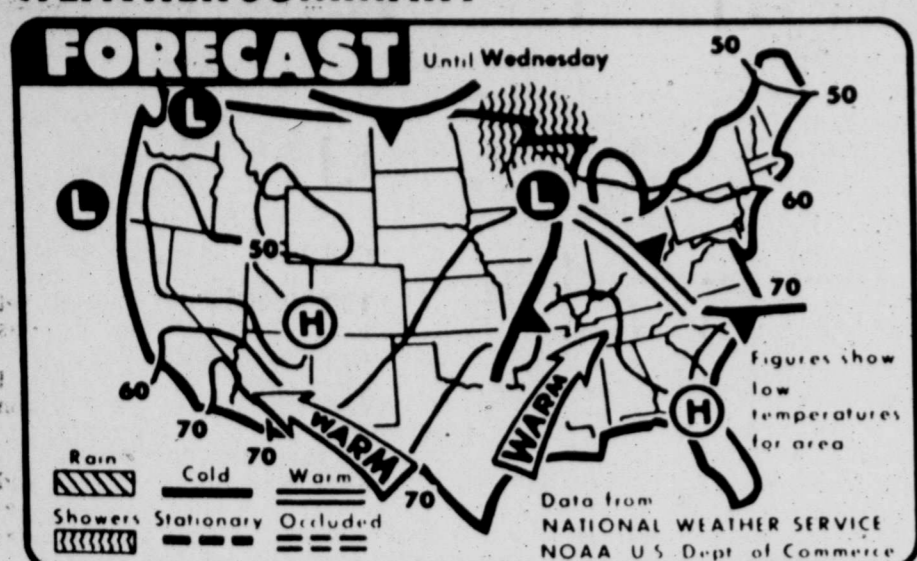 FORECAST
Until Wednesday
50
50
L
L
L
60
50
70
H
Figures show
low
temperatures
for area
H
60
WARM
WARM
70
70
70
Rain
Cold
Warm
Showers
Stationary
Occluded
Data from
NATIONAL WEATHER SERVICE
NOAA US Dept of Commerce